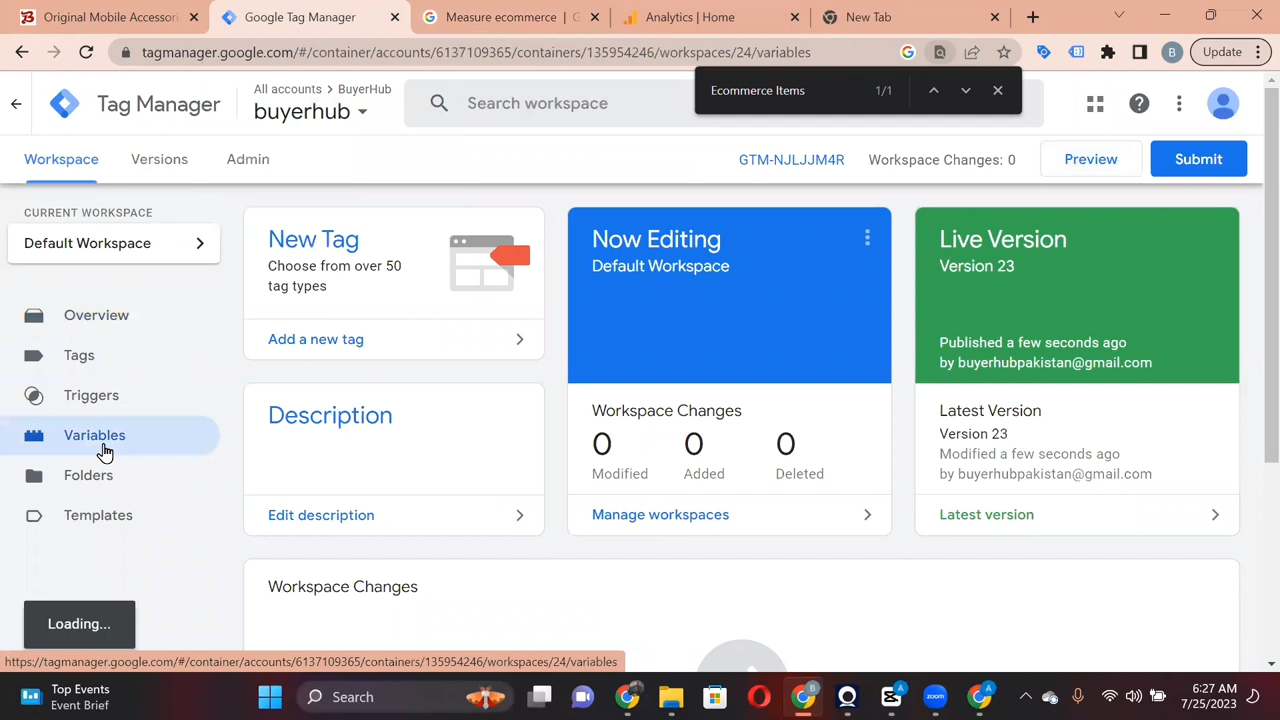 Original Mobile Accessori
Google Tag Manager
Measure ecommerce | G
Analytics | Home
New Tab
tagmanager.google.com/#/container/accounts/6137109365/containers/135954246/workspaces/24/variables
B
Update
Tag Manager
All accounts > BuyerHub
buyerhub
Search workspace
Ecommerce Items
1/1
Workspace
Versions
Admin
GTM-NJLJJM4R
Workspace Changes: 0
Preview
Submit
CURRENT WORKSPACE
Default Workspace
Overview
Tags
Triggers
Variables
Folders
Templates
Loading...
New Tag
Choose from over 50
tag types
Add a new tag
Description
Edit description
Now Editing
Default Workspace
Workspace Changes
0
0
0
Modified
Added
Deleted
Manage workspaces
Live Version
Version 23
Published a few seconds ago
by buyerhubpakistan@gmail.com
Latest Version
Version 23
Modified a few seconds ago
by buyerhubpakistan@gmail.com
Latest version
Workspace Changes
https://tagmanager.google.com/#/container/accounts/6137109365/containers/135954246/workspaces/24/variables
Top Events
Event Brief
Search
6:27 AM
7/25/2023